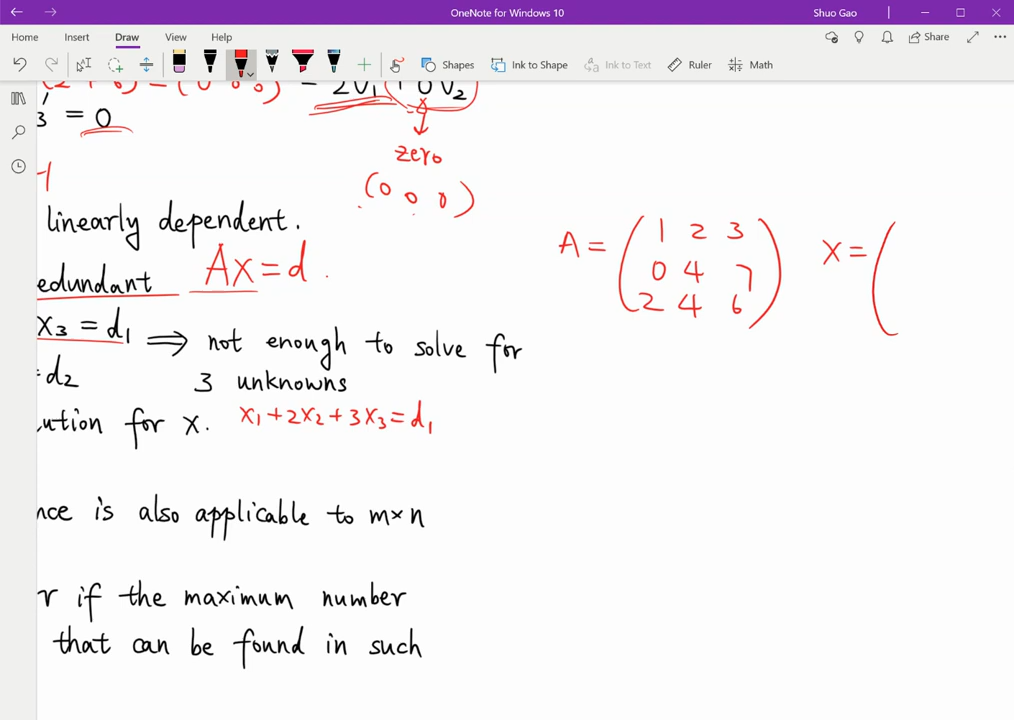 OneNote for Windows 10
Shuo Gao
Home Insert Draw View Help
Shapes Ink to Shape Ink to Text Ruler Math Share
2V₁ + 0V₂
3' = 0
zero
(0 0 0)
linearly dependent.
edundant Ax = d.
x₃ = d₁ ⟹ not enough to solve for
= d₂ 3 unknowns
ution for x. x₁ + 2x₂ + 3x₃ = d₁
nce is also applicable to m×n
r if the maximum number
that can be found in such
A = ( 1 2 3
0 4 7
2 4 6 )
X = (